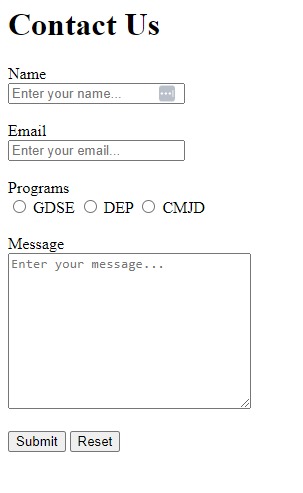 Contact Us
Name
Enter your name...
Email
Enter your email...
Programs
GDSE DEP CMJD
Message
Enter your message...
Submit Reset